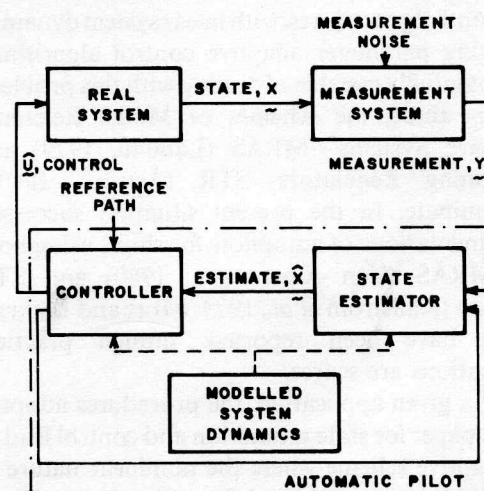 MEASUREMENT
NOISE
REAL
SYSTEM
STATE, X
MEASUREMENT
SYSTEM
U, CONTROL
MEASUREMENT, Y
REFERENCE
PATH
CONTROLLER
ESTIMATE, X̂
STATE
ESTIMATOR
MODELLED
SYSTEM
DYNAMICS
AUTOMATIC PILOT